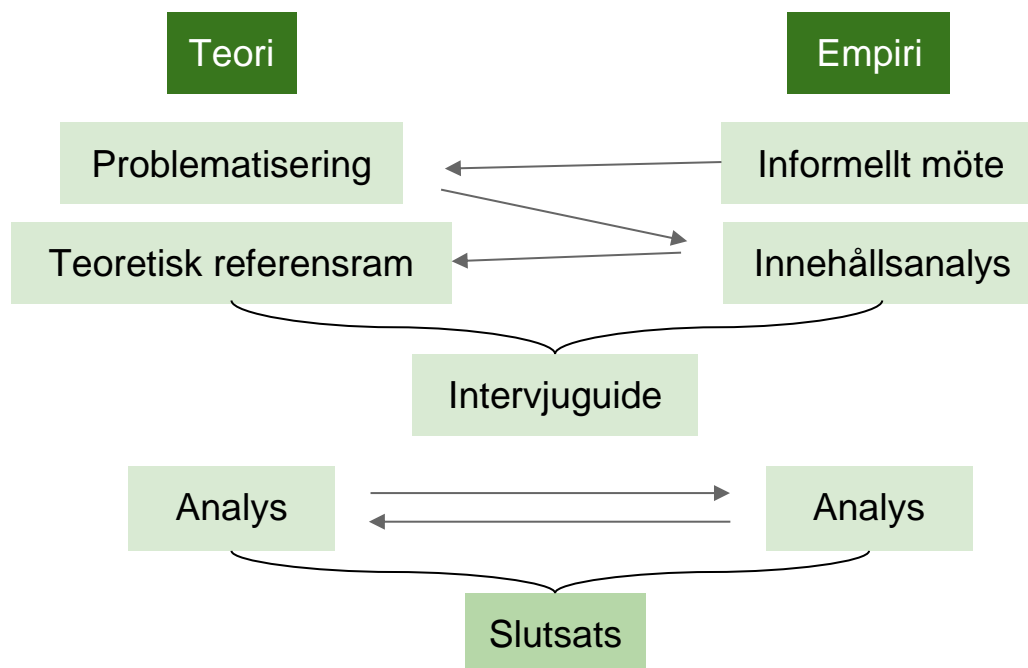 Teori
Empiri
Problematisering
Informellt möte
Teoretisk referensram
Innehållsanalys
Intervjuguide
Analys
Analys
Slutsats